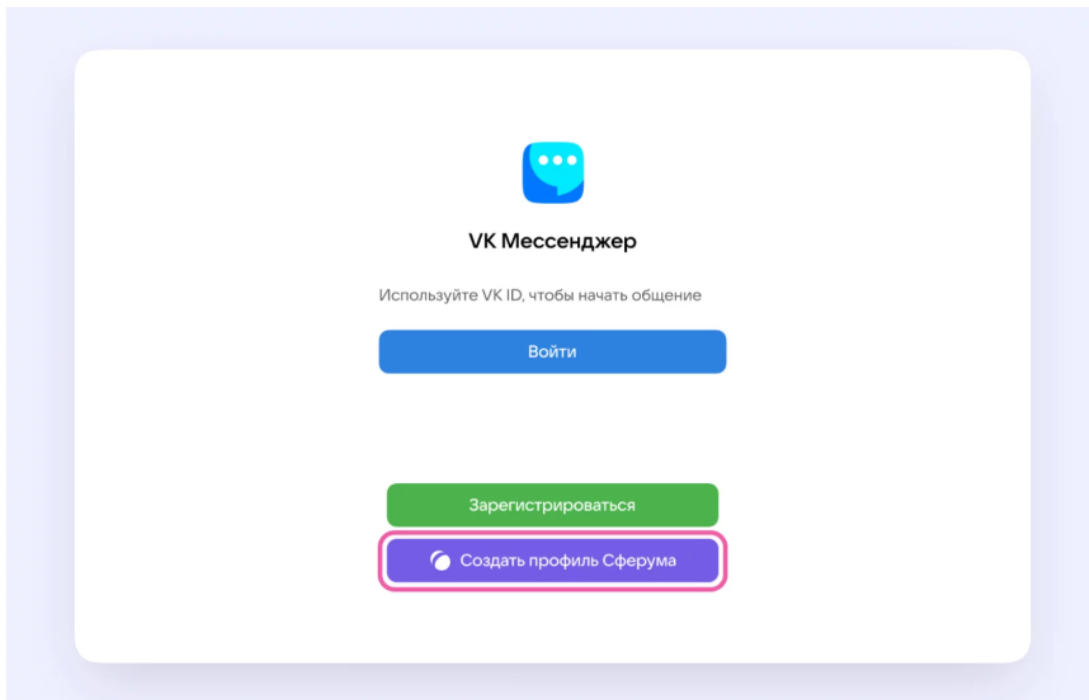 VK Мессенджер
Используйте VK ID, чтобы начать общение
Войти
Зарегистрироваться
Создать профиль Сферума